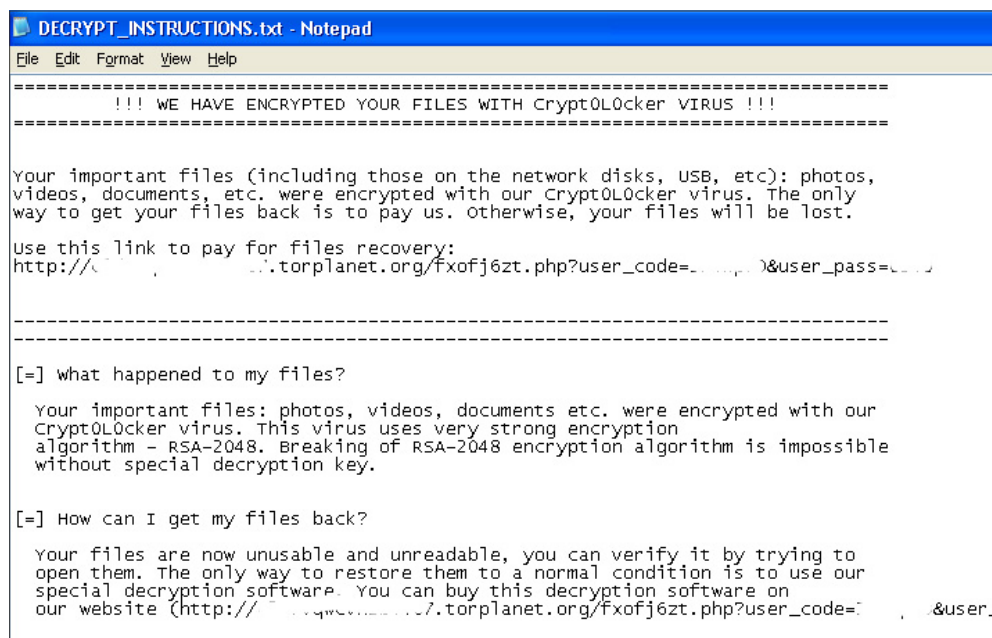 DECRYPT_INSTRUCTIONS.txt - Notepad
File Edit Format View Help
===============================================================================
!!! WE HAVE ENCRYPTED YOUR FILES WITH Crypt0L0cker VIRUS !!!
===============================================================================
Your important files (including those on the network disks, USB, etc): photos,
videos, documents, etc. were encrypted with our Crypt0L0cker virus. The only
way to get your files back is to pay us. Otherwise, your files will be lost.
Use this link to pay for files recovery:
http:// .torplanet.org/fxofj6zt.php?user_code= &user_pass=
-------------------------------------------------------------------------------
-------------------------------------------------------------------------------
[=] What happened to my files?
Your important files: photos, videos, documents etc. were encrypted with our
Crypt0L0cker virus. This virus uses very strong encryption
algorithm - RSA-2048. Breaking of RSA-2048 encryption algorithm is impossible
without special decryption key.
[=] How can I get my files back?
Your files are now unusable and unreadable, you can verify it by trying to
open them. The only way to restore them to a normal condition is to use our
special decryption software. You can buy this decryption software on
our website (http:// .torplanet.org/fxofj6zt.php?user_code= &user_